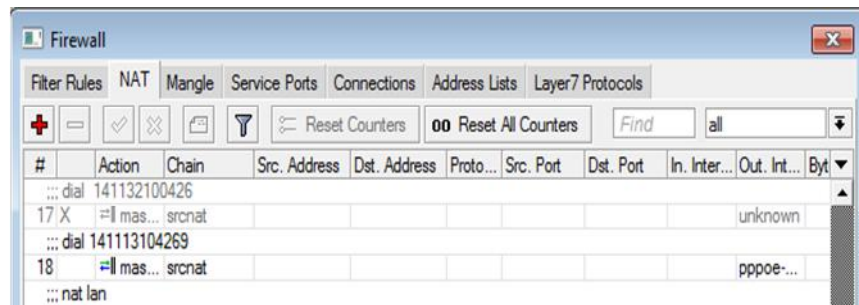 Firewall
Filter Rules NAT Mangle Service Ports Connections Address Lists Layer7 Protocols
Reset Counters 00 Reset All Counters Find all
# Action Chain Src. Address Dst. Address Proto... Src. Port Dst. Port In. Inter... Out. Int... Byt
;;; dial 141132100426
17 X mas... srcnat unknown
;;; dial 141113104269
18 mas... srcnat pppoe-...
;;; nat lan